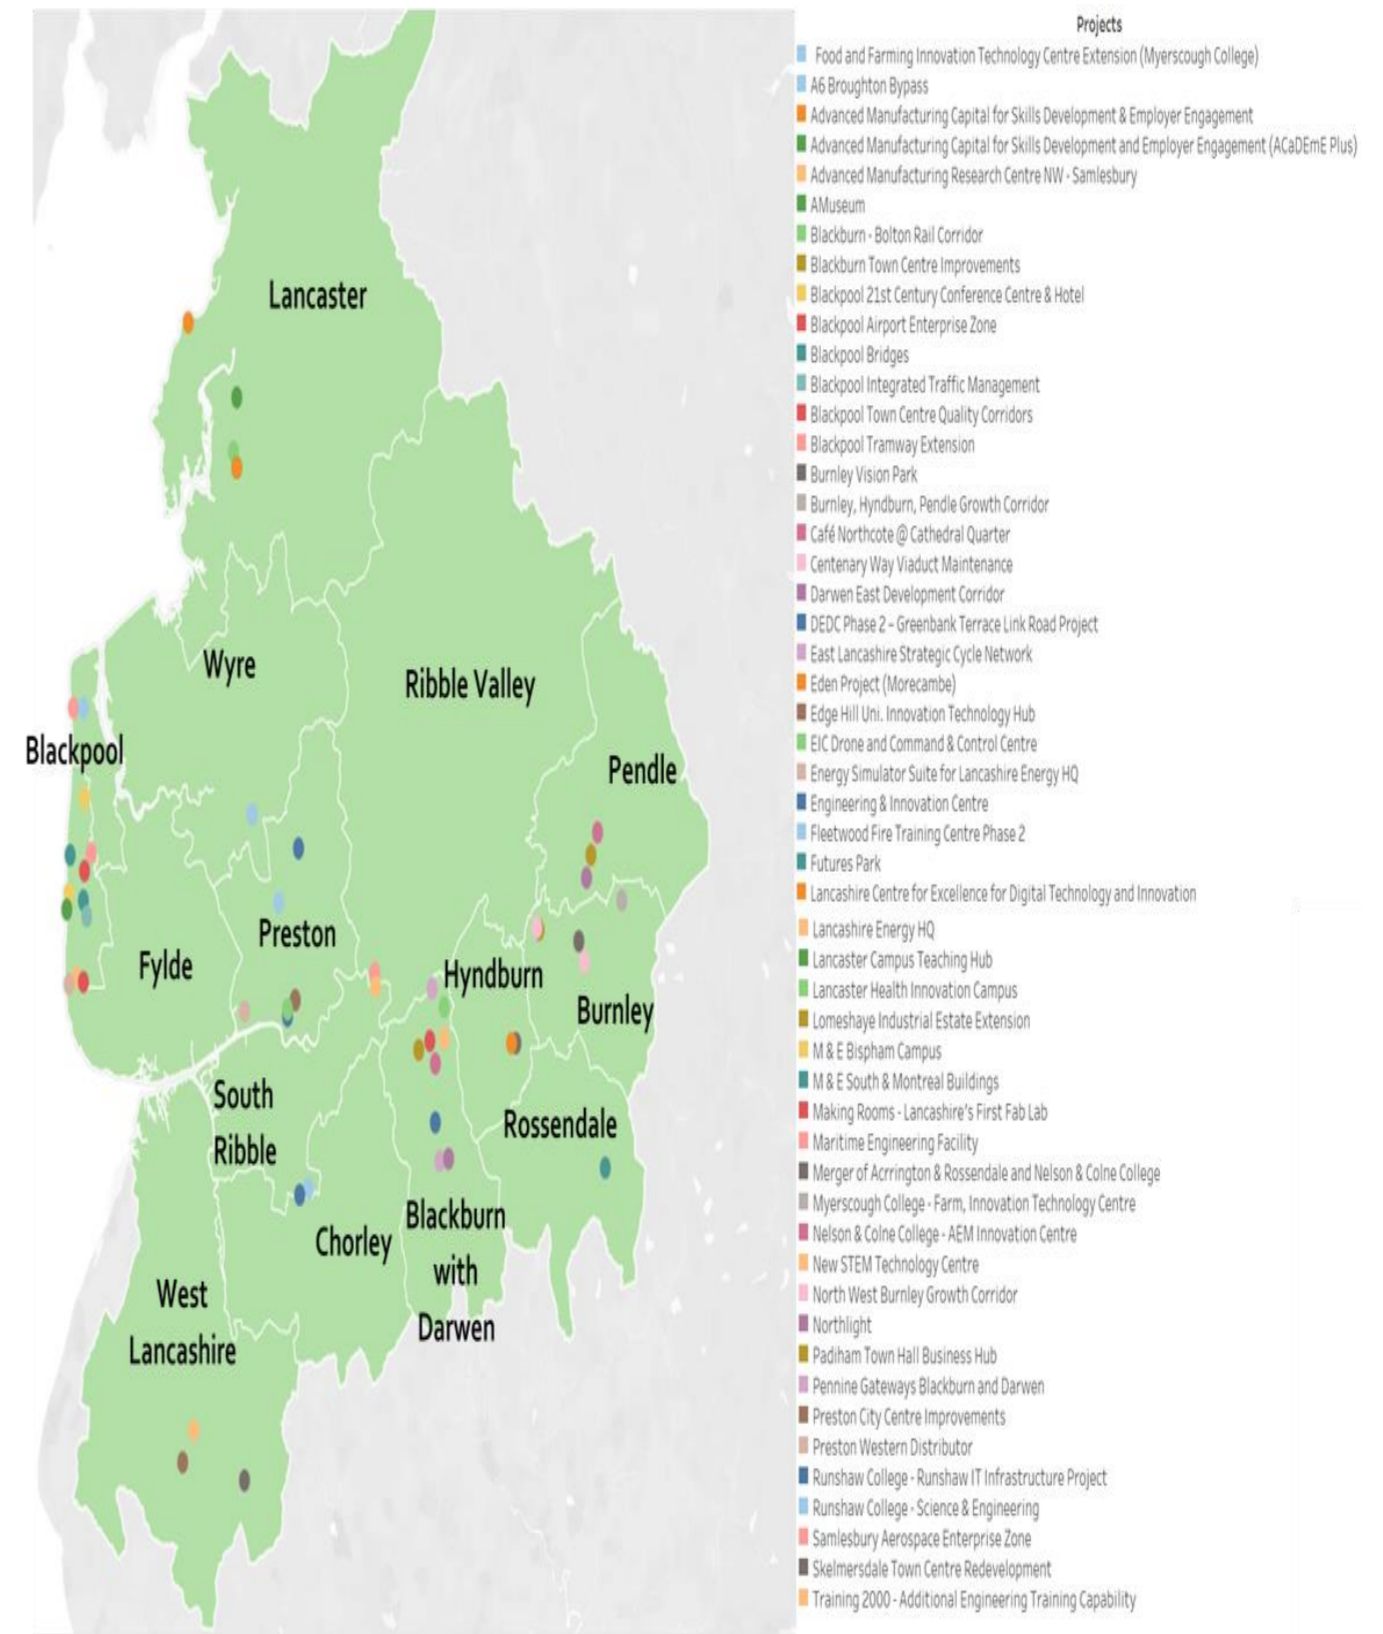 Lancaster
Wyre
Ribble Valley
Blackpool
Pendle
Preston
Fylde
Hyndburn
Burnley
South
Ribble
Rossendale
Blackburn
with
Darwen
Chorley
West
Lancashire
Projects
Food and Farming Innovation Technology Centre Extension (Myerscough College)
A6 Broughton Bypass
Advanced Manufacturing Capital for Skills Development & Employer Engagement
Advanced Manufacturing Capital for Skills Development and Employer Engagement (ACaDEmE Plus)
Advanced Manufacturing Research Centre NW - Samlesbury
AMuseum
Blackburn - Bolton Rail Corridor
Blackburn Town Centre Improvements
Blackpool 21st Century Conference Centre & Hotel
Blackpool Airport Enterprise Zone
Blackpool Bridges
Blackpool Integrated Traffic Management
Blackpool Town Centre Quality Corridors
Blackpool Tramway Extension
Burnley Vision Park
Burnley, Hyndburn, Pendle Growth Corridor
Café Northcote @ Cathedral Quarter
Centenary Way Viaduct Maintenance
Darwen East Development Corridor
DEDC Phase 2 – Greenbank Terrace Link Road Project
East Lancashire Strategic Cycle Network
Eden Project (Morecambe)
Edge Hill Uni. Innovation Technology Hub
EIC Drone and Command & Control Centre
Energy Simulator Suite for Lancashire Energy HQ
Engineering & Innovation Centre
Fleetwood Fire Training Centre Phase 2
Futures Park
Lancashire Centre for Excellence for Digital Technology and Innovation
Lancashire Energy HQ
Lancaster Campus Teaching Hub
Lancaster Health Innovation Campus
Lomeshaye Industrial Estate Extension
M & E Bispham Campus
M & E South & Montreal Buildings
Making Rooms - Lancashire's First Fab Lab
Maritime Engineering Facility
Merger of Acrrington & Rossendale and Nelson & Colne College
Myerscough College - Farm, Innovation Technology Centre
Nelson & Colne College - AEM Innovation Centre
New STEM Technology Centre
North West Burnley Growth Corridor
Northlight
Padiham Town Hall Business Hub
Pennine Gateways Blackburn and Darwen
Preston City Centre Improvements
Preston Western Distributor
Runshaw College - Runshaw IT Infrastructure Project
Runshaw College - Science & Engineering
Samlesbury Aerospace Enterprise Zone
Skelmersdale Town Centre Redevelopment
Training 2000 - Additional Engineering Training Capability